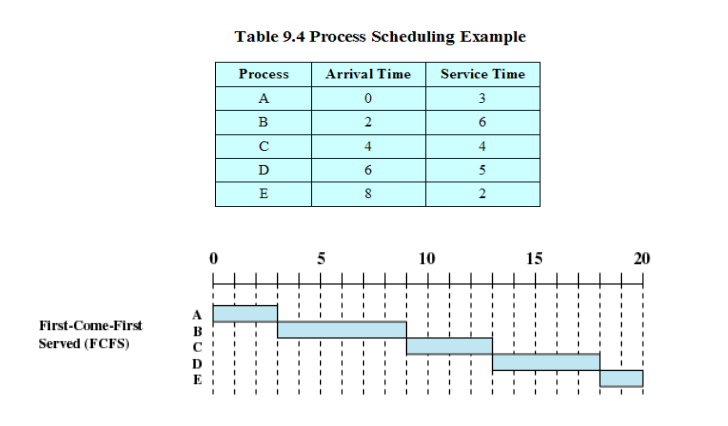 Table 9.4 Process Scheduling Example
Process Arrival Time Service Time
A 0 3
B 2 6
C 4 4
D 6 5
E 8 2
0 5 10 15 20
First-Come-First
Served (FCFS)
A
B
C
D
E